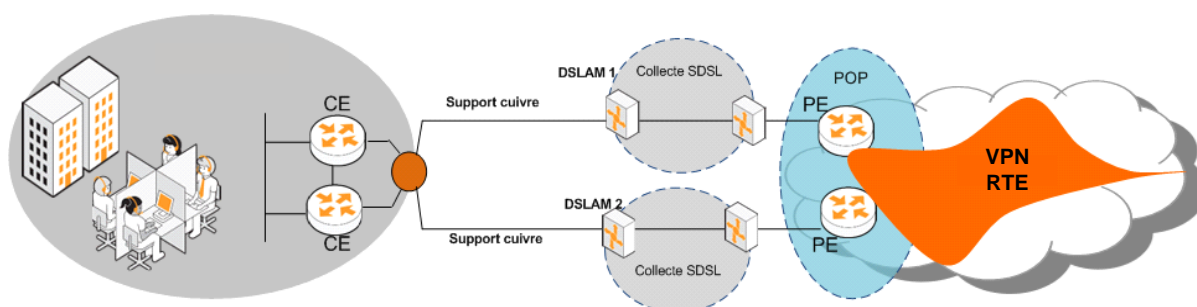 CE
CE
Support cuivre
Support cuivre
DSLAM 1
Collecte SDSL
DSLAM 2
Collecte SDSL
POP
PE
PE
VPN
RTE